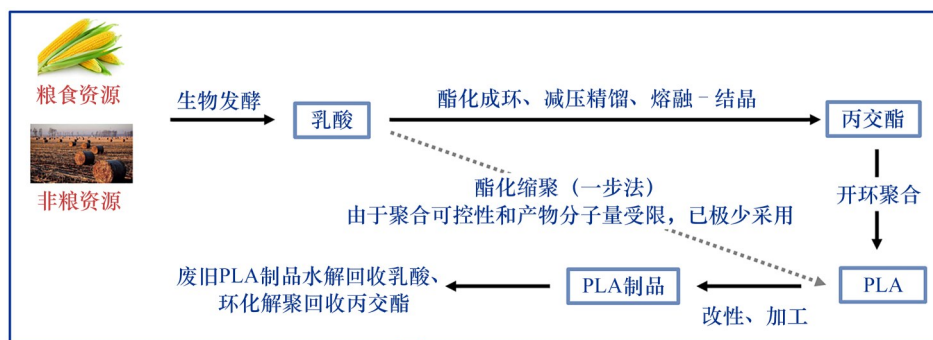 粮食资源
非粮资源
生物发酵
乳酸
酯化成环、减压精馏、熔融-结晶
丙交酯
酯化缩聚（一步法）
由于聚合可控性和产物分子量受限，已极少采用
开环聚合
PLA
改性、加工
PLA制品
废旧PLA制品水解回收乳酸、
环化解聚回收丙交酯